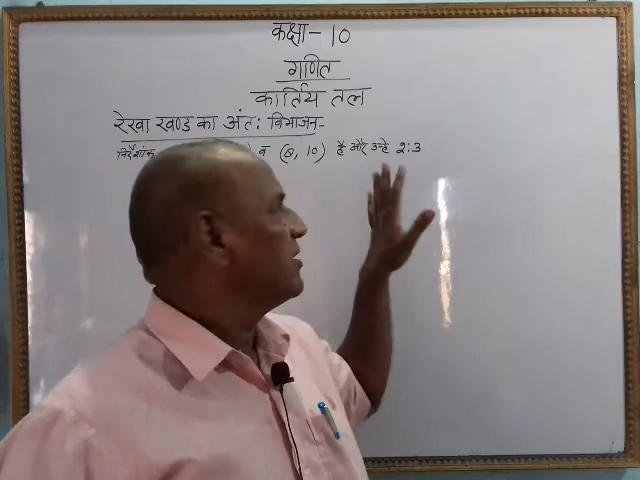 कक्षा - 10
गणित
कार्तिय तल
रेखा खण्ड का अंत: विभाजन-
निर्देशांक ) व (8, 10) है और उन्हे 2:3